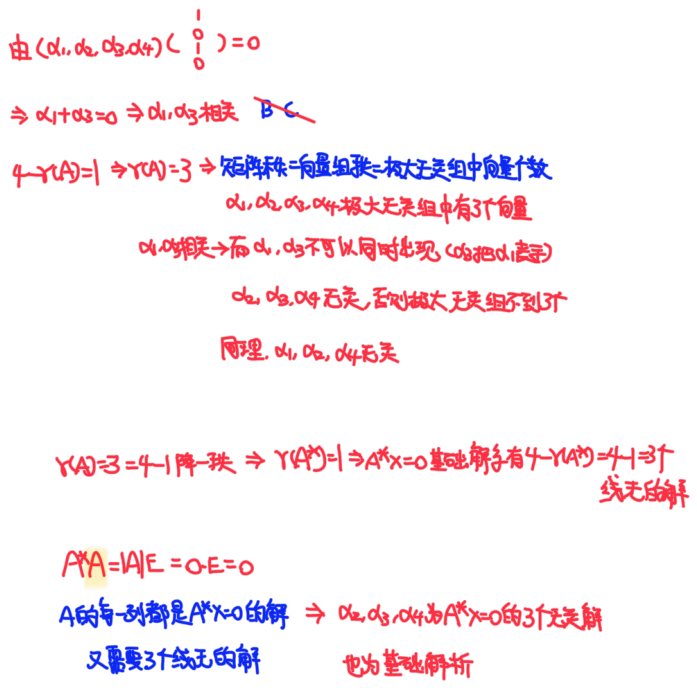 由(α1,α2,α3,α4)(1 0 1 0)=0
⇒ α1+α3=0 ⇒ α1,α3相关 B C
4-r(A)=1 ⇒ r(A)=3 ⇒ 矩阵秩=向量组秩=极大无关组中向量个数
α1,α2,α3,α4极大无关组中有3个向量
α1,α3相关→而α1,α3不可以同时出现(α3把α1表示)
α2,α3,α4无关,否则极大无关组不到3个
同理,α1,α2,α4无关
r(A)=3=4-1 降一秩 ⇒ r(A*)=1⇒A*x=0基础解系有4-r(A*)=4-1=3个
线无的解
A*A=|A|E=0·E=0
A的每一列都是A*x=0的解 ⇒ α2,α3,α4为A*x=0的3个无关解
又需要3个线无的解 也为基础解析